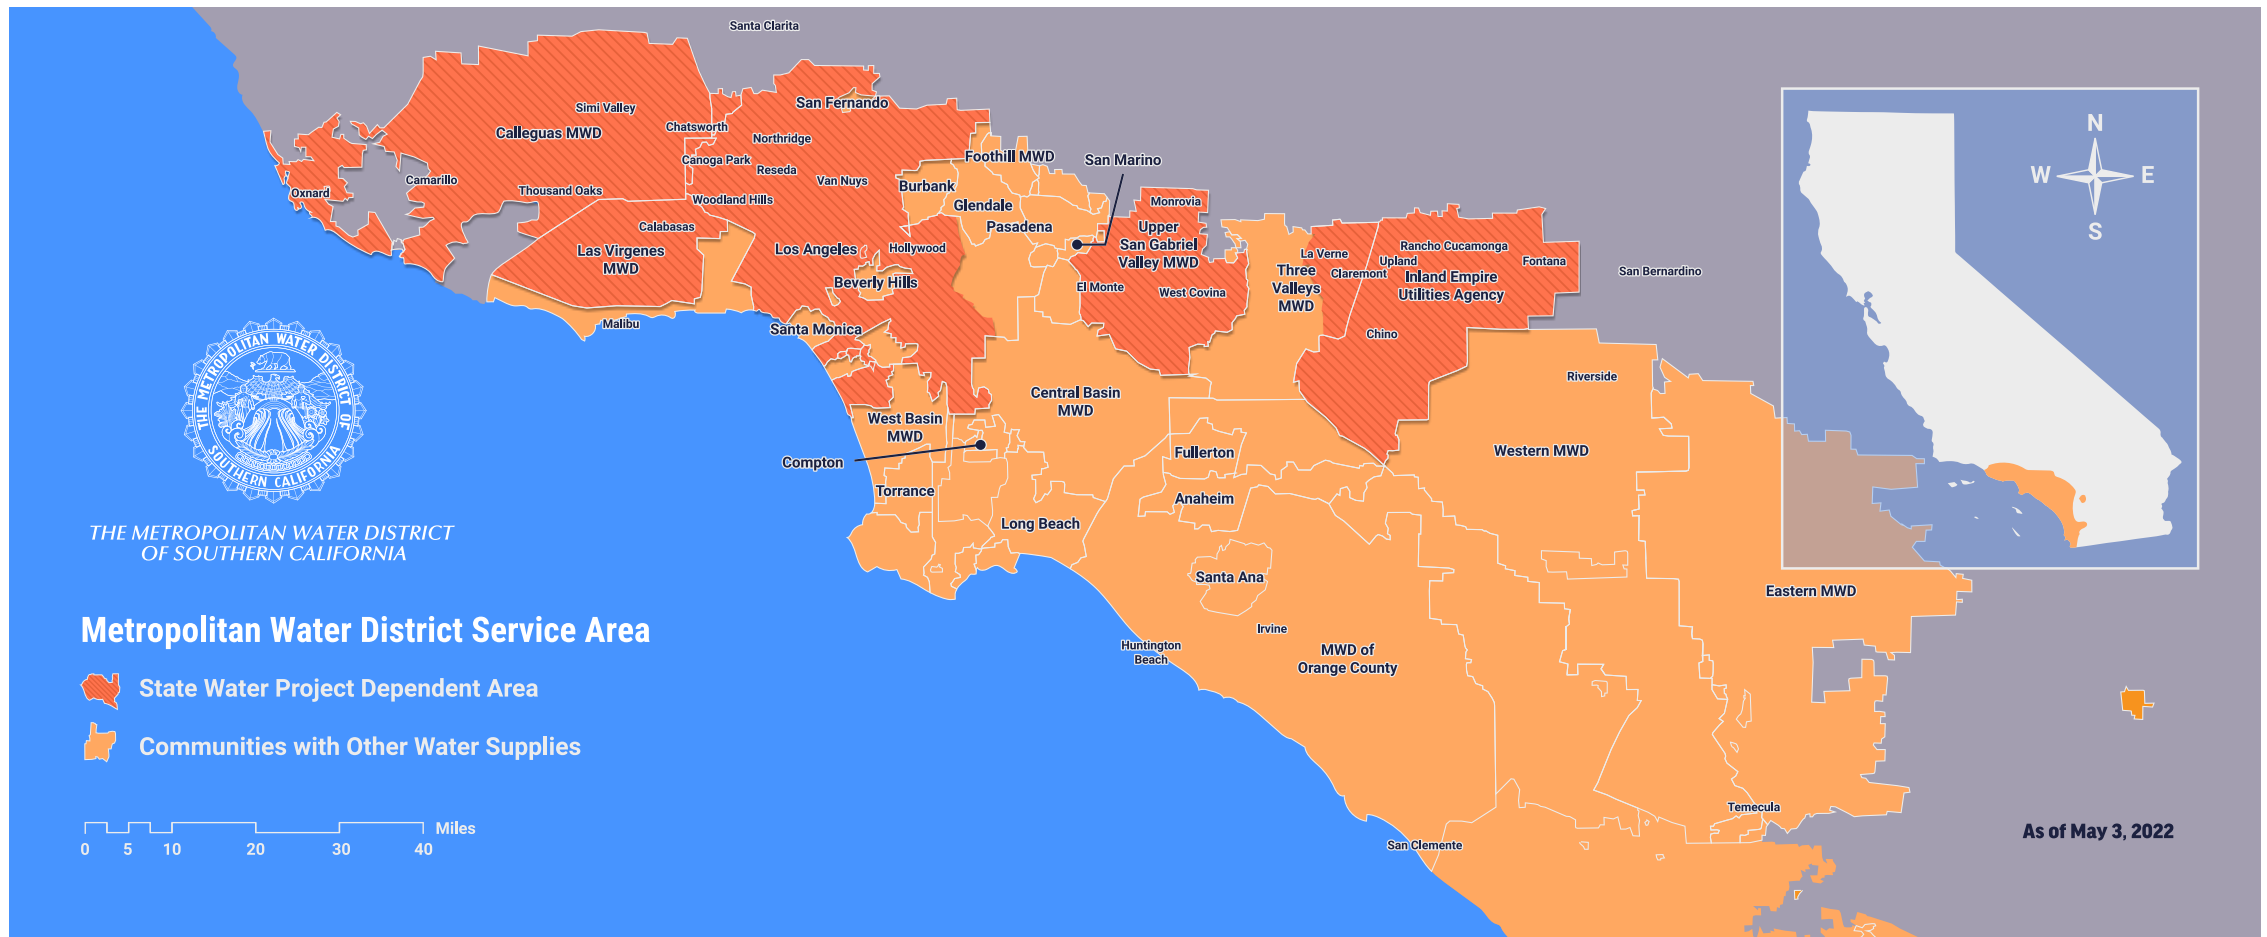 Santa Clarita
Simi Valley
Calleguas MWD
Chatsworth
San Fernando
Northridge
Canoga Park
Reseda
Van Nuys
Woodland Hills
Camarillo
Oxnard
Thousand Oaks
Calabasas
Las Virgenes
MWD
Malibu
Los Angeles
Hollywood
Beverly Hills
Santa Monica
Burbank
Glendale
Pasadena
Foothill MWD
San Marino
Monrovia
Upper
San Gabriel
Valley MWD
El Monte
West Covina
Three
Valleys
MWD
La Verne
Claremont
Upland
Rancho Cucamonga
Inland Empire
Utilities Agency
Fontana
Chino
San Bernardino
Riverside
Central Basin
MWD
West Basin
MWD
Compton
Torrance
Long Beach
Fullerton
Anaheim
Santa Ana
Irvine
Huntington
Beach
MWD of
Orange County
Western MWD
Eastern MWD
Temecula
San Clemente
N
W
E
S
THE METROPOLITAN WATER DISTRICT OF
SOUTHERN CALIFORNIA
THE METROPOLITAN WATER DISTRICT
OF SOUTHERN CALIFORNIA
Metropolitan Water District Service Area
State Water Project Dependent Area
Communities with Other Water Supplies
Miles
0 5 10 20 30 40
As of May 3, 2022